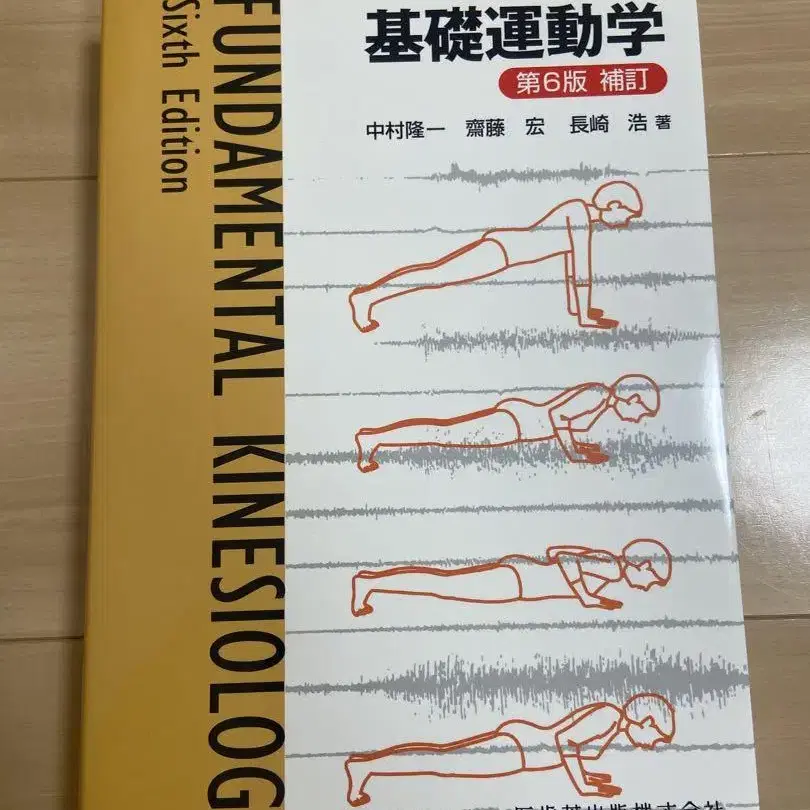 基礎運動学
第6版 補訂
中村隆一 齋藤 宏 長崎 浩 著
FUNDAMENTAL KINESIOLOG
Sixth Edition